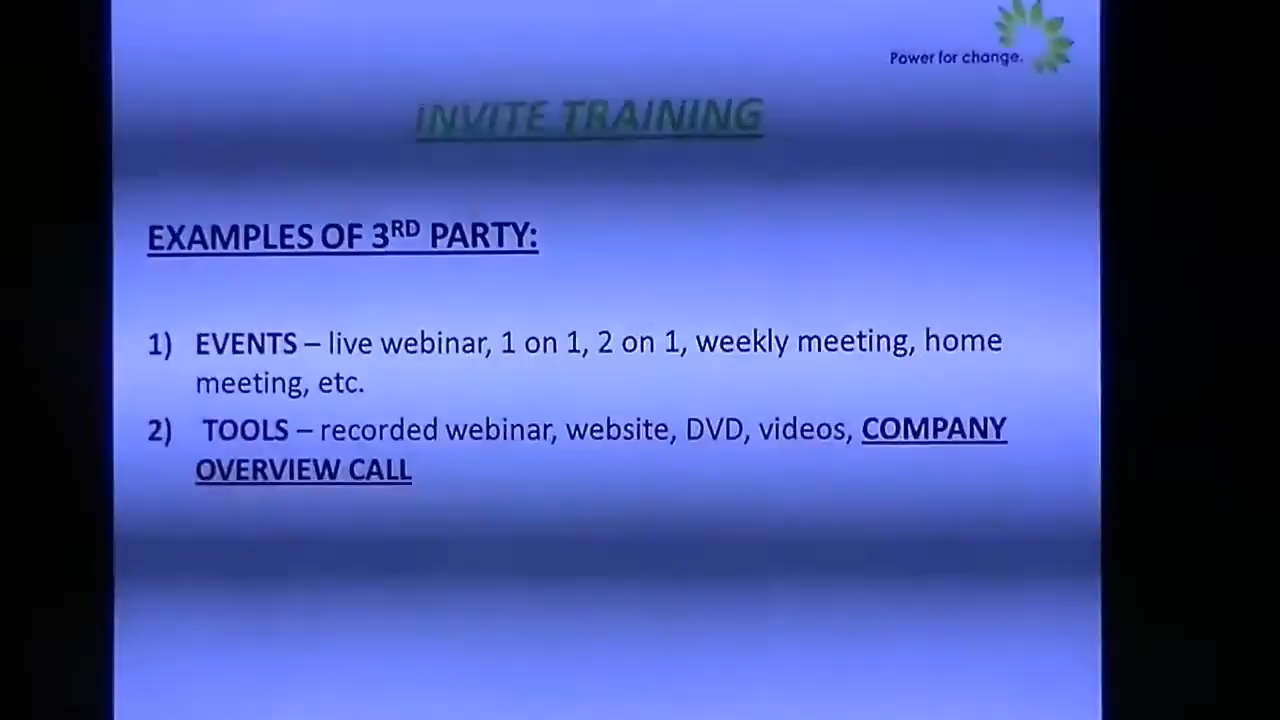 Power for change.
INVITE TRAINING
EXAMPLES OF 3RD PARTY:
1) EVENTS – live webinar, 1 on 1, 2 on 1, weekly meeting, home
meeting, etc.
2) TOOLS – recorded webinar, website, DVD, videos, COMPANY
OVERVIEW CALL